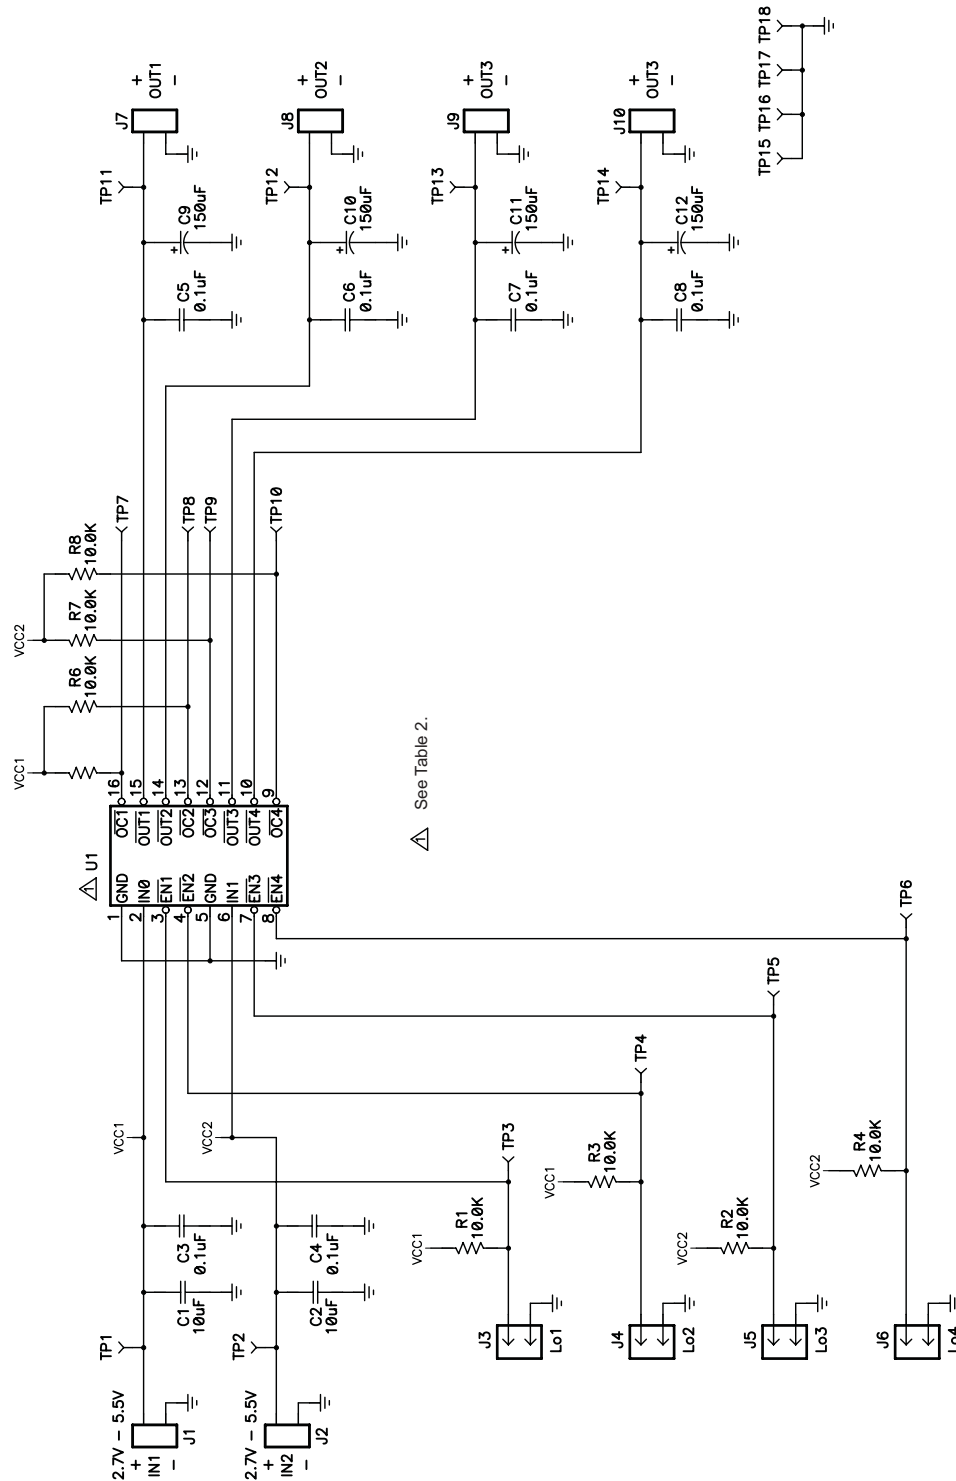 2.7V – 5.5V
+
IN1
–
J1
TP1
C1
10uF
C3
0.1uF
VCC1
2.7V – 5.5V
+
IN2
–
J2
TP2
C2
10uF
C4
0.1uF
VCC2
J3
Lo1
VCC1
R1
10.0K
TP3
J4
Lo2
VCC1
R3
10.0K
TP4
J5
Lo3
VCC2
R2
10.0K
TP5
J6
Lo4
VCC2
R4
10.0K
TP6
1 U1
1 GND
2 IN0
3 EN1
4 EN2
5 GND
6 IN1
7 EN3
8 EN4
OC1 16
OUT1 15
OUT2 14
OC2 13
OC3 12
OUT3 11
OUT4 10
OC4 9
VCC1
R6
10.0K
VCC2
R7
10.0K
R8
10.0K
TP7
TP8
TP9
TP10
C5
0.1uF
C9
+
150uF
TP11
J7
+
OUT1
–
C6
0.1uF
C10
+
150uF
TP12
J8
+
OUT2
–
C7
0.1uF
C11
+
150uF
TP13
J9
+
OUT3
–
C8
0.1uF
C12
+
150uF
TP14
J10
+
OUT3
–
TP15 TP16 TP17 TP18
1 See Table 2.